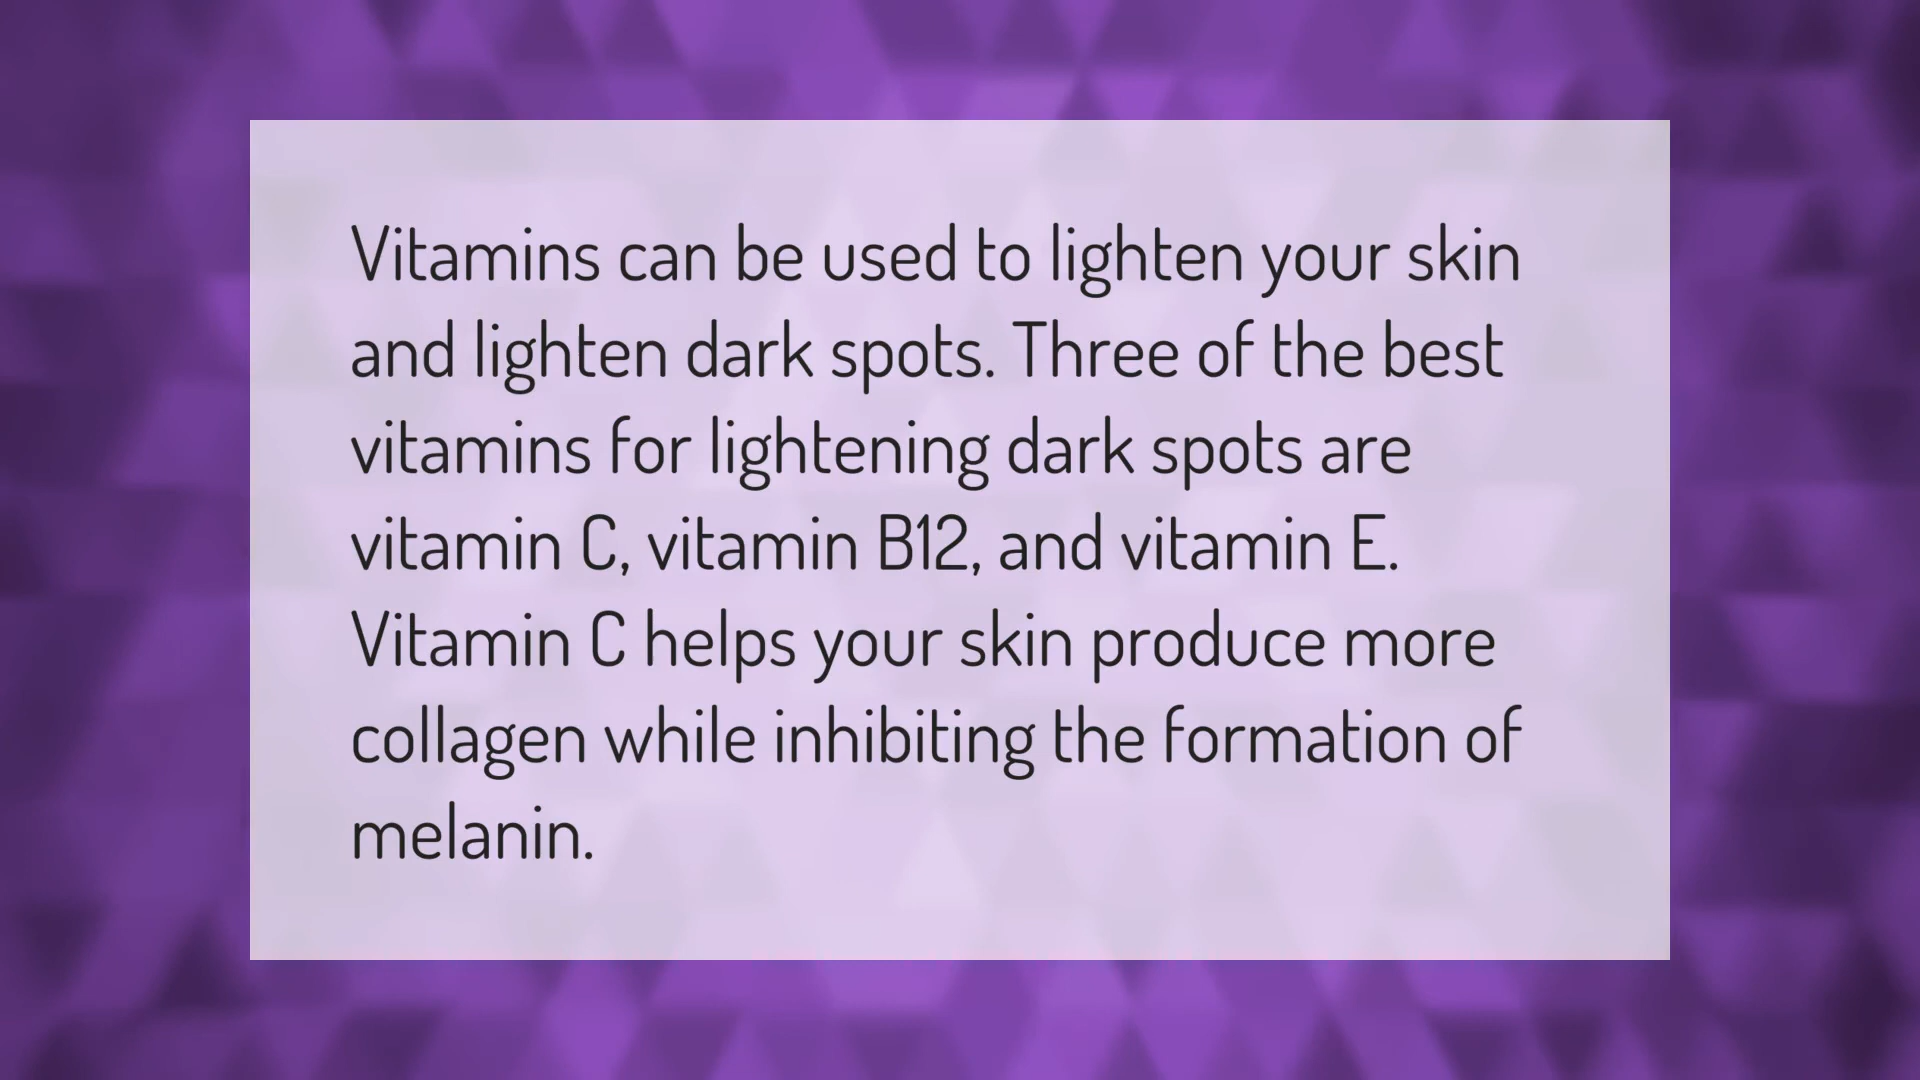 Vitamins can be used to lighten your skin
and lighten dark spots. Three of the best
vitamins for lightening dark spots are
vitamin C, vitamin B12, and vitamin E.
Vitamin C helps your skin produce more
collagen while inhibiting the formation of
melanin.